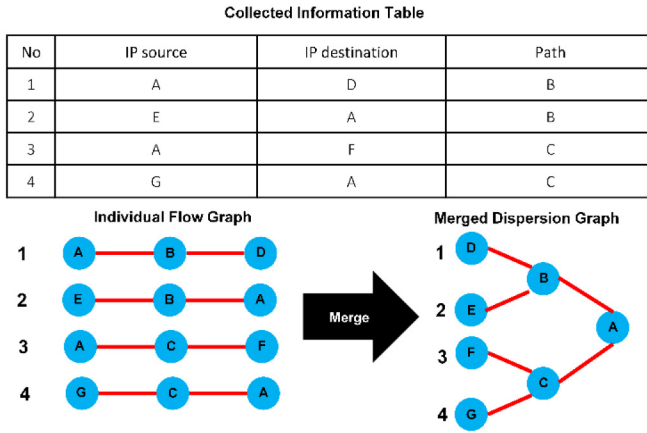 Collected Information Table
No IP source IP destination Path
1 A D B
2 E A B
3 A F C
4 G A C
Individual Flow Graph
1 A B D
2 E B A
3 A C F
4 G C A
Merge
Merged Dispersion Graph
1 D
B
2 E
A
3 F
C
4 G